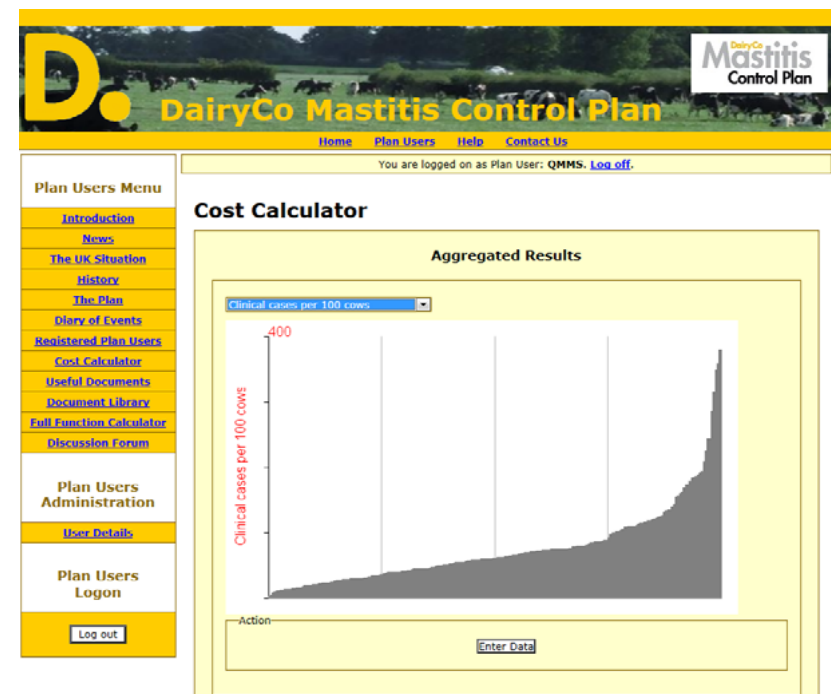 D.
DairyCo
Mastitis
Control Plan
DairyCo Mastitis Control Plan
Home Plan Users Help Contact Us
You are logged on as Plan User: QMMS. Log off.
Plan Users Menu
Introduction
News
The UK Situation
History
The Plan
Diary of Events
Registered Plan Users
Cost Calculator
Useful Documents
Document Library
Full Function Calculator
Discussion Forum
Plan Users
Administration
User Details
Plan Users
Logon
Log out
Cost Calculator
Aggregated Results
Clinical cases per 100 cows
400
Clinical cases per 100 cows
Action
Enter Data